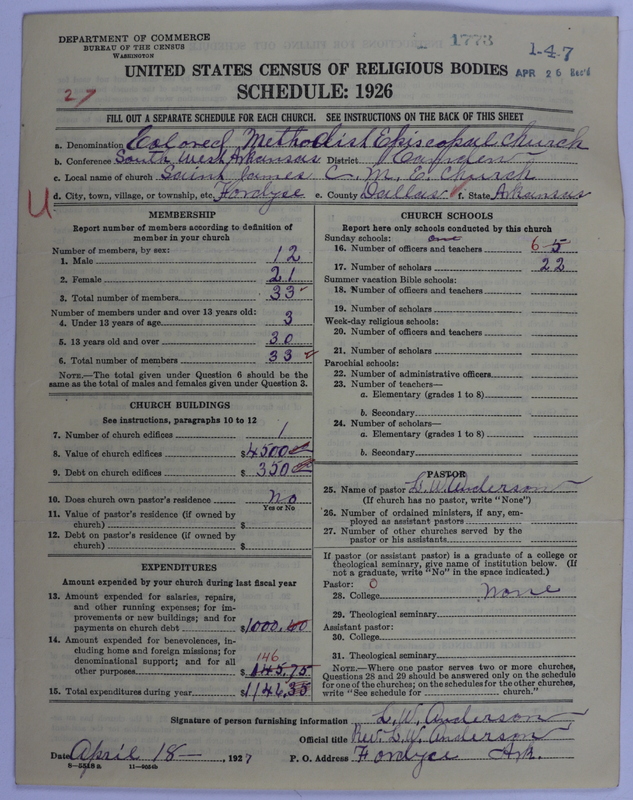 DEPARTMENT OF COMMERCE
BUREAU OF THE CENSUS
WASHINGTON
1773
1-4-7
APR 26 Rec'd
27
UNITED STATES CENSUS OF RELIGIOUS BODIES
SCHEDULE: 1926
FILL OUT A SEPARATE SCHEDULE FOR EACH CHURCH. SEE INSTRUCTIONS ON THE BACK OF THIS SHEET
a. Denomination Colored Methodist Episcopal Church
b. Conference South West Arkansas District Camden
c. Local name of church Saint James C. M. E. Church
U
d. City, town, village, or township, etc. Fordyce e. County Dallas f. State Arkansas
MEMBERSHIP
Report number of members according to definition of member in your church
Number of members, by sex:
1. Male 12
2. Female 21
3. Total number of members 33
Number of members under and over 13 years old:
4. Under 13 years of age 3
5. 13 years old and over 30
6. Total number of members 33
NOTE.—The total given under Question 6 should be the same as the total of males and females given under Question 3.
CHURCH BUILDINGS
See instructions, paragraphs 10 to 12
7. Number of church edifices 1
8. Value of church edifices $4500
9. Debt on church edifices $350
10. Does church own pastor's residence No
Yes or No
11. Value of pastor's residence (if owned by
church) $
12. Debt on pastor's residence (if owned by
church) $
EXPENDITURES
Amount expended by your church during last fiscal year
13. Amount expended for salaries, repairs,
and other running expenses; for im-
provements or new buildings; and for
payments on church debt $1000.40
14. Amount expended for benevolences, in-
cluding home and foreign missions; for
denominational support; and for all 146
other purposes $145.75
15. Total expenditures during year $1146.35
CHURCH SCHOOLS
Report here only schools conducted by this church
Sunday schools: one
16. Number of officers and teachers 6 5
17. Number of scholars 22
Summer vacation Bible schools:
18. Number of officers and teachers
19. Number of scholars
Week-day religious schools:
20. Number of officers and teachers
21. Number of scholars
Parochial schools:
22. Number of administrative officers
23. Number of teachers—
a. Elementary (grades 1 to 8)
b. Secondary
24. Number of scholars—
a. Elementary (grades 1 to 8)
b. Secondary
PASTOR
25. Name of pastor L. W. Anderson
(If church has no pastor, write "None")
26. Number of ordained ministers, if any, em-
ployed as assistant pastors
27. Number of other churches served by the
pastor or his assistants
If pastor (or assistant pastor) is a graduate of a college or theological seminary, give name of institution below. (If not a graduate, write "No" in the space indicated.)
Pastor: 0
28. College none
29. Theological seminary
Assistant pastor:
30. College
31. Theological seminary
NOTE.—Where one pastor serves two or more churches, Questions 28 and 29 should be answered only on the schedule for one of the churches; on the schedules for the other churches, write "See schedule for church."
Signature of person furnishing information L. W. Anderson
Official title Rev. L. W. Anderson
Date April 18—, 1927 P. O. Address Fordyce Ark.
8—5518 a 11—9054b